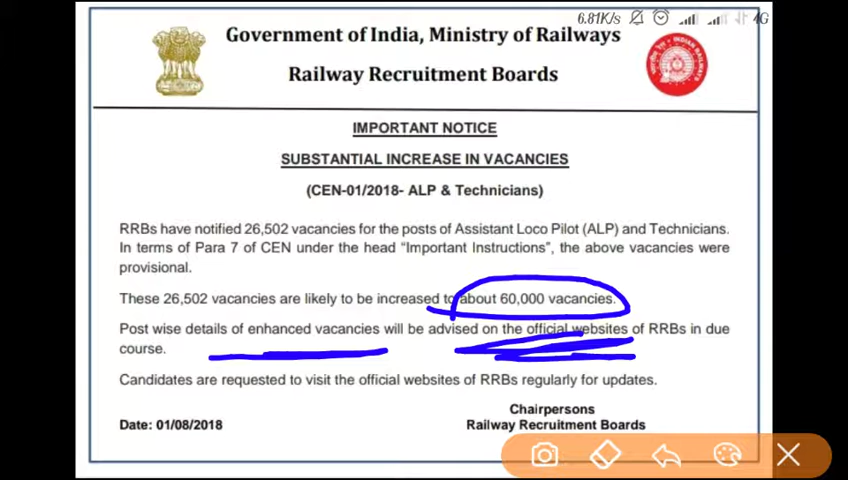 6.81K/s 4G
Government of India, Ministry of Railways
Railway Recruitment Boards
IMPORTANT NOTICE
SUBSTANTIAL INCREASE IN VACANCIES
(CEN-01/2018- ALP & Technicians)
RRBs have notified 26,502 vacancies for the posts of Assistant Loco Pilot (ALP) and Technicians.
In terms of Para 7 of CEN under the head “Important Instructions”, the above vacancies were
provisional.
These 26,502 vacancies are likely to be increased to about 60,000 vacancies.
Post wise details of enhanced vacancies will be advised on the official websites of RRBs in due
course.
Candidates are requested to visit the official websites of RRBs regularly for updates.
Chairpersons
Date: 01/08/2018 Railway Recruitment Boards